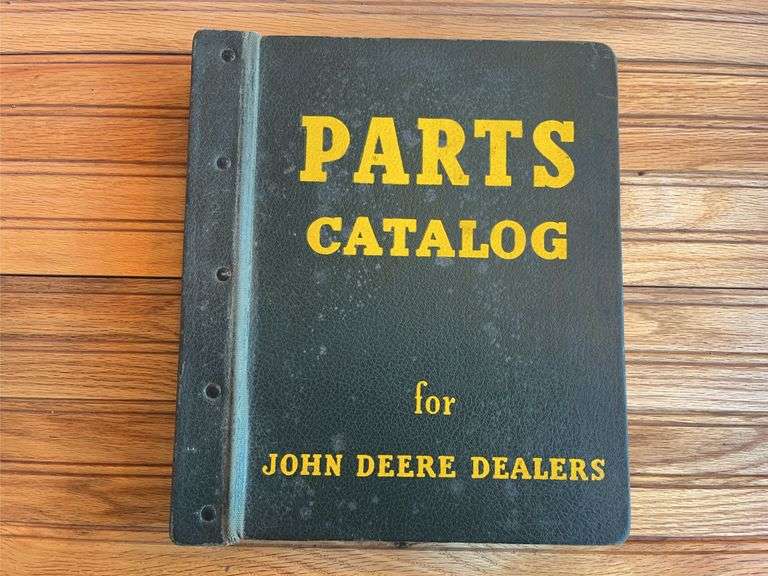 PARTS
CATALOG
for
JOHN DEERE DEALERS